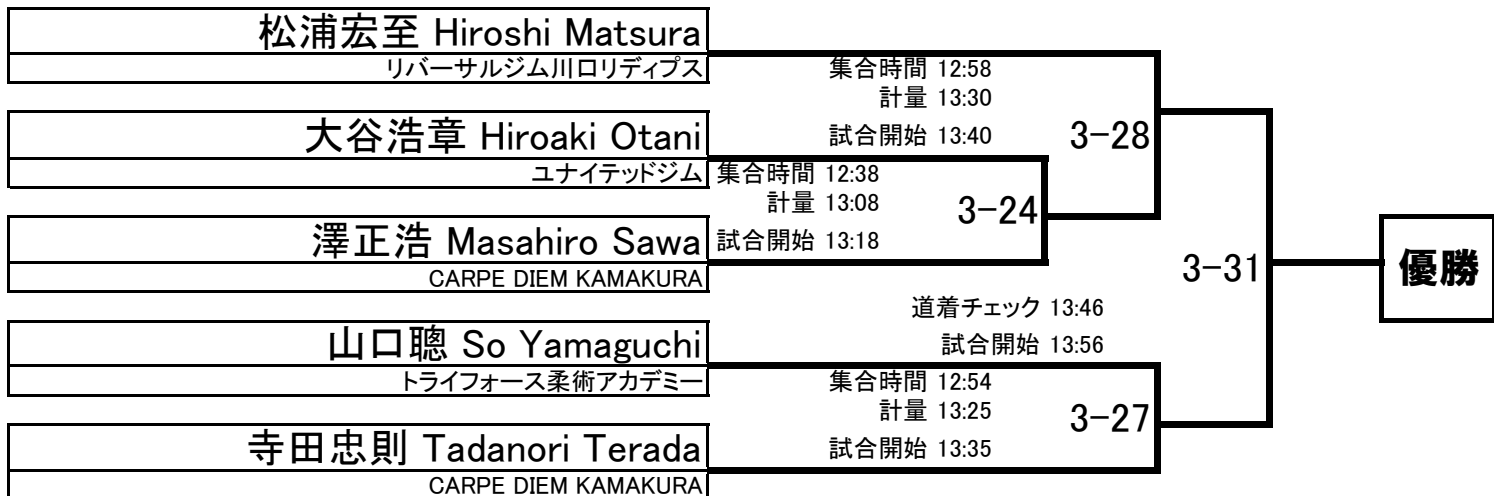 松浦宏至 Hiroshi Matsura
リバーサルジム川口リディプス
集合時間 12:58
計量 13:30
大谷浩章 Hiroaki Otani
試合開始 13:40
3-28
ユナイテッドジム
集合時間 12:38
計量 13:08
3-24
澤正浩 Masahiro Sawa
試合開始 13:18
CARPE DIEM KAMAKURA
3-31
優勝
道着チェック 13:46
試合開始 13:56
山口聰 So Yamaguchi
トライフォース柔術アカデミー
集合時間 12:54
計量 13:25
3-27
寺田忠則 Tadanori Terada
試合開始 13:35
CARPE DIEM KAMAKURA